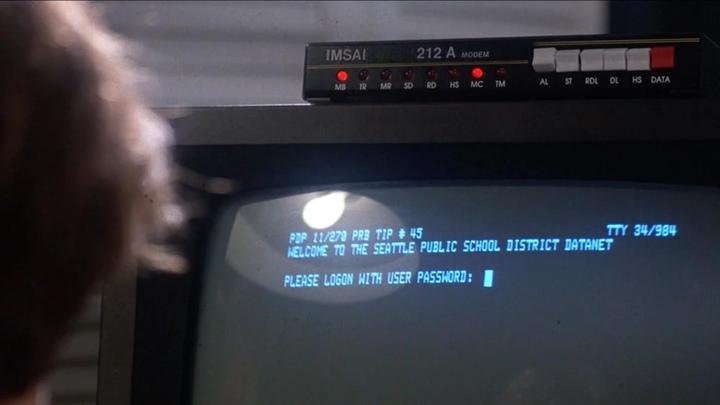 IMSAI 212 A MODEM
MB TR MR SD RD HS MC TM
AL ST RDL DL HS DATA
PDP 11/270 PRB TIP # 45 TTY 34/984
WELCOME TO THE SEATTLE PUBLIC SCHOOL DISTRICT DATANET
PLEASE LOGON WITH USER PASSWORD: